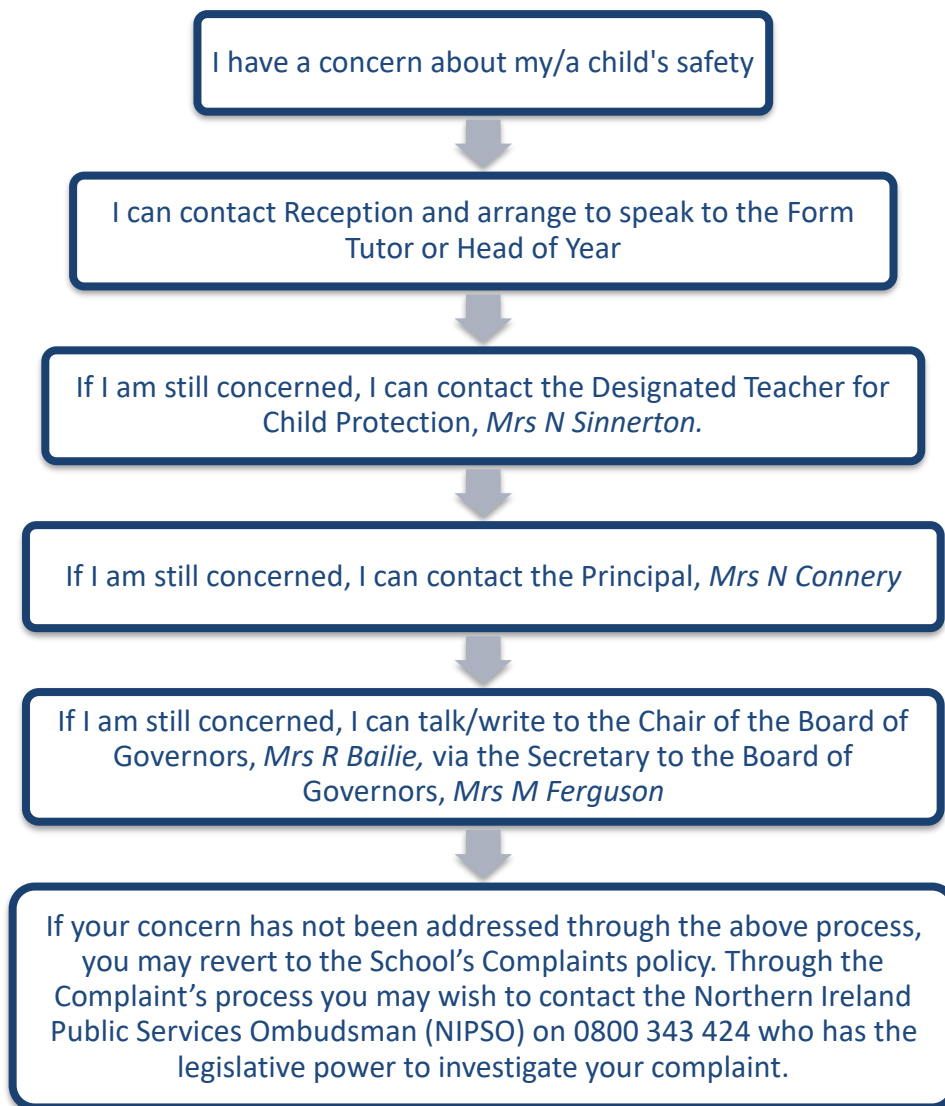 I have a concern about my/a child's safety
I can contact Reception and arrange to speak to the Form
Tutor or Head of Year
If I am still concerned, I can contact the Designated Teacher for
Child Protection, Mrs N Sinnerton.
If I am still concerned, I can contact the Principal, Mrs N Connery
If I am still concerned, I can talk/write to the Chair of the Board of
Governors, Mrs R Bailie, via the Secretary to the Board of
Governors, Mrs M Ferguson
If your concern has not been addressed through the above process,
you may revert to the School’s Complaints policy. Through the
Complaint’s process you may wish to contact the Northern Ireland
Public Services Ombudsman (NIPSO) on 0800 343 424 who has the
legislative power to investigate your complaint.